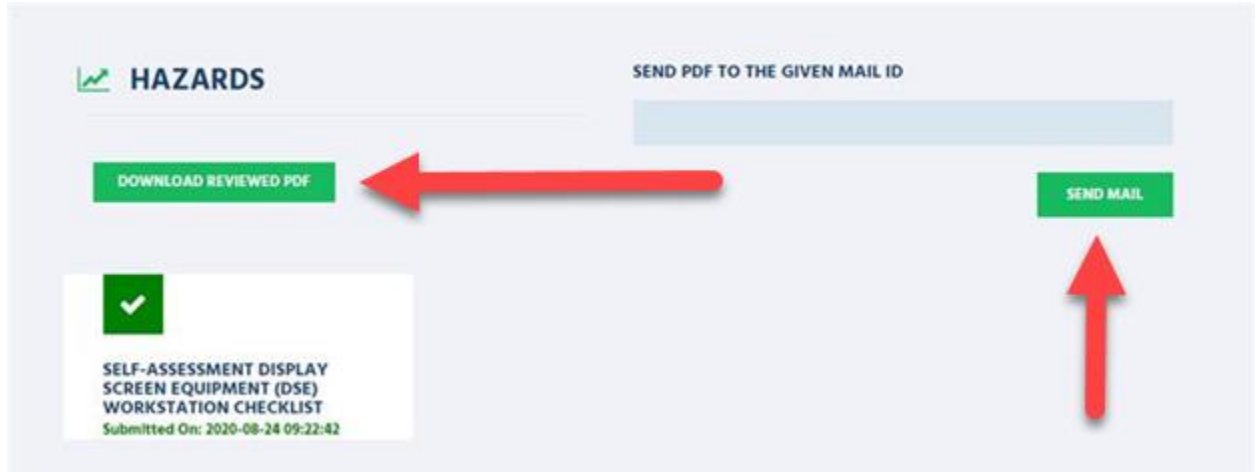 HAZARDS
DOWNLOAD REVIEWED PDF
SEND PDF TO THE GIVEN MAIL ID
SEND MAIL
SELF-ASSESSMENT DISPLAY
SCREEN EQUIPMENT (DSE)
WORKSTATION CHECKLIST
Submitted On: 2020-08-24 09:22:42